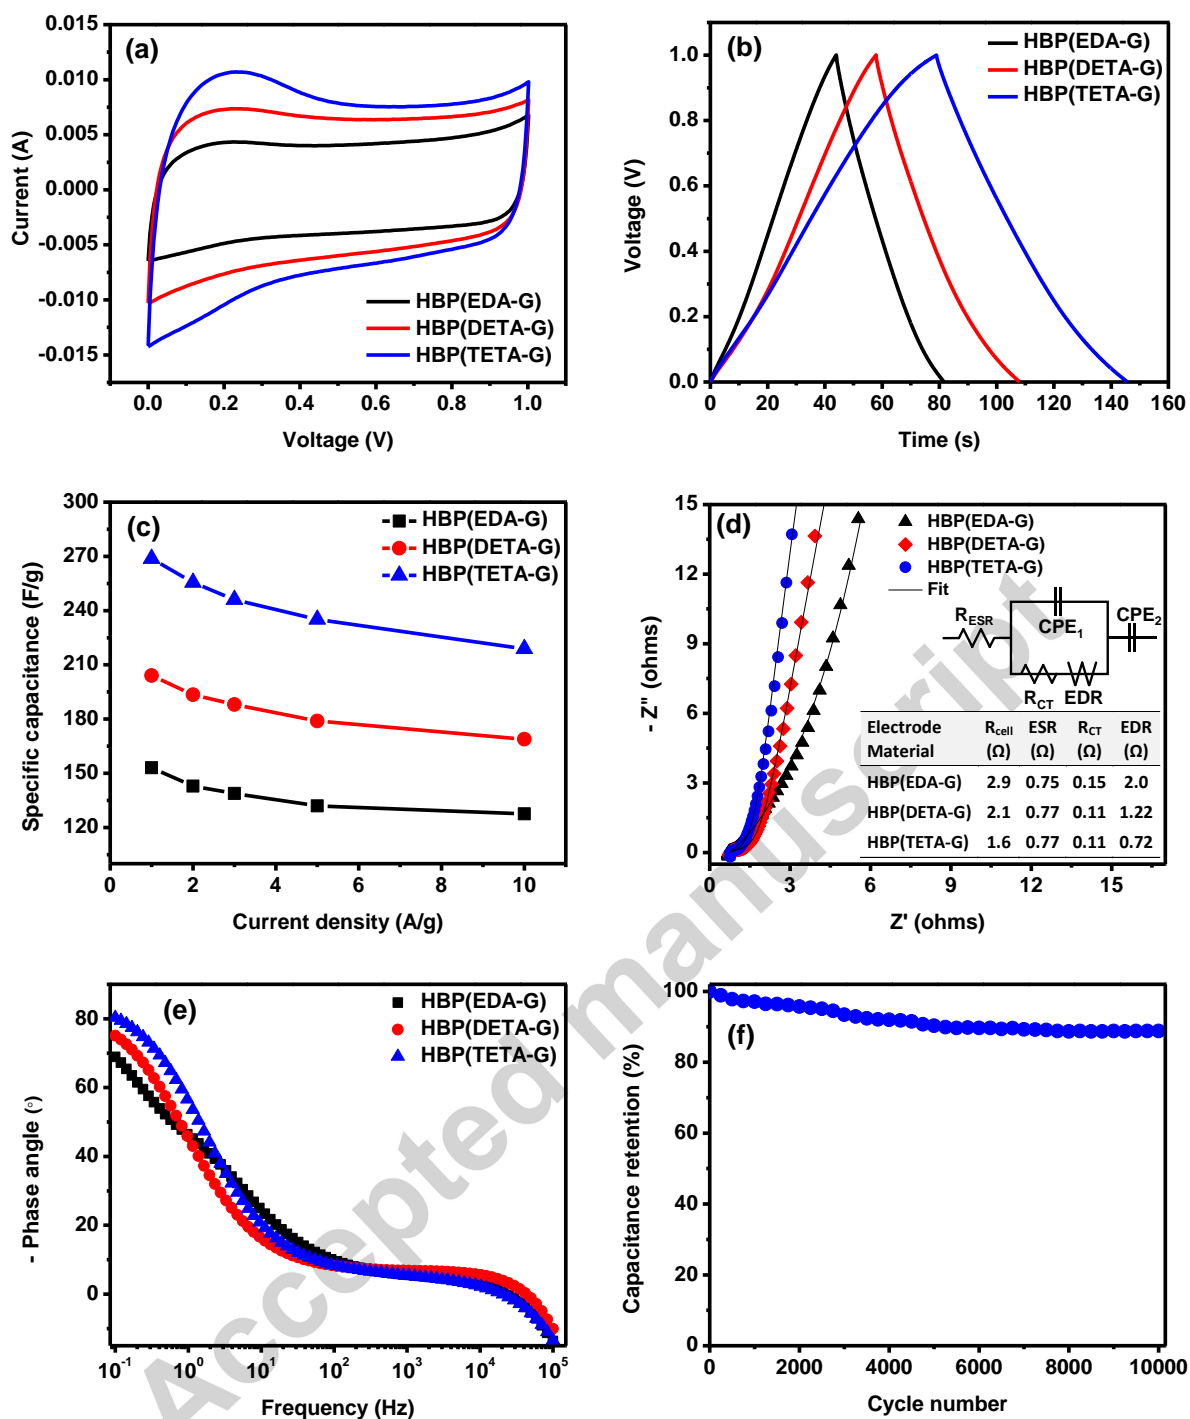 (a)
0.015
0.010
0.005
0.000
-0.005
-0.010
-0.015
Current (A)
HBP(EDA-G)
HBP(DETA-G)
HBP(TETA-G)
0.0 0.2 0.4 0.6 0.8 1.0
Voltage (V)
(b)
1.0
0.8
0.6
0.4
0.2
0.0
Voltage (V)
HBP(EDA-G)
HBP(DETA-G)
HBP(TETA-G)
0 20 40 60 80 100 120 140 160
Time (s)
(c)
300
270
240
210
180
150
120
Specific capacitance (F/g)
HBP(EDA-G)
HBP(DETA-G)
HBP(TETA-G)
0 2 4 6 8 10
Current density (A/g)
(d)
15
12
9
6
3
0
- Z" (ohms)
HBP(EDA-G)
HBP(DETA-G)
HBP(TETA-G)
Fit
RESR
CPE1
CPE2
RCT EDR
Electrode Material Rcell (Ω) ESR (Ω) RCT (Ω) EDR (Ω)
HBP(EDA-G) 2.9 0.75 0.15 2.0
HBP(DETA-G) 2.1 0.77 0.11 1.22
HBP(TETA-G) 1.6 0.77 0.11 0.72
0 3 6 9 12 15
Z' (ohms)
(e)
80
60
40
20
0
- Phase angle (°)
HBP(EDA-G)
HBP(DETA-G)
HBP(TETA-G)
10-1 100 101 102 103 104 105
Frequency (Hz)
(f)
100
80
60
40
20
0
Capacitance retention (%)
0 2000 4000 6000 8000 10000
Cycle number
Accepted manuscript